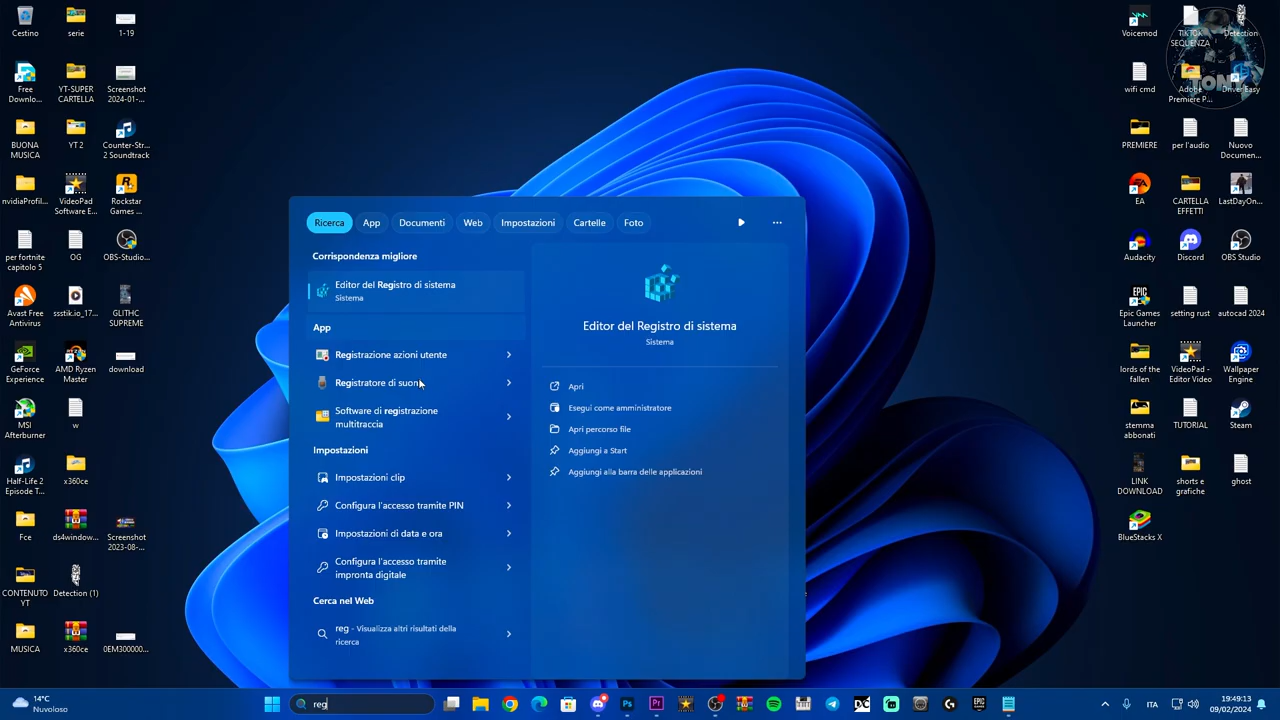 Cestino
serie
1-19
Free
Downlo...
YT-SUPER
CARTELLA
Screenshot
2024-01-...
BUONA
MUSICA
YT 2
Counter-Str...
2 Soundtrack
nvidiaProfil...
VideoPad
Software E...
Rockstar
Games ...
per fortnite
capitolo 5
OG
OBS-Studio...
Avast Free
Antivirus
ssstik.io_17...
GLITHC
SUPREME
GeForce
Experience
AMD Ryzen
Master
download
MSI
Afterburner
w
Half-Life 2
Episode T...
x360ce
Fce
ds4window...
Screenshot
2023-08-...
CONTENUTO
YT
Detection (1)
MUSICA
x360ce
0EM300000...
Ricerca
App
Documenti
Web
Impostazioni
Cartelle
Foto
Corrispondenza migliore
Editor del Registro di sistema
Sistema
App
Registrazione azioni utente
Registratore di suoni
Software di registrazione
multitraccia
Impostazioni
Impostazioni clip
Configura l'accesso tramite PIN
Impostazioni di data e ora
Configura l'accesso tramite
impronta digitale
Cerca nel Web
reg - Visualizza altri risultati della
ricerca
Editor del Registro di sistema
Sistema
Apri
Esegui come amministratore
Apri percorso file
Aggiungi a Start
Aggiungi alla barra delle applicazioni
Voicemod
TIKTOK
SEQUENZA
Detection
TONY
wifi cmd
Adobe
Premiere P...
Driver Easy
PREMIERE
per l'audio
Nuovo
Documen...
EA
CARTELLA
EFFETTI
LastDayOn...
Audacity
Discord
OBS Studio
Epic Games
Launcher
setting rust
autocad 2024
lords of the
fallen
VideoPad -
Editor Video
Wallpaper
Engine
stemma
abbonati
TUTORIAL
Steam
LINK
DOWNLOAD
shorts e
grafiche
ghost
BlueStacks X
14°C
Nuvoloso
reg
ITA
19:49:13
09/02/2024